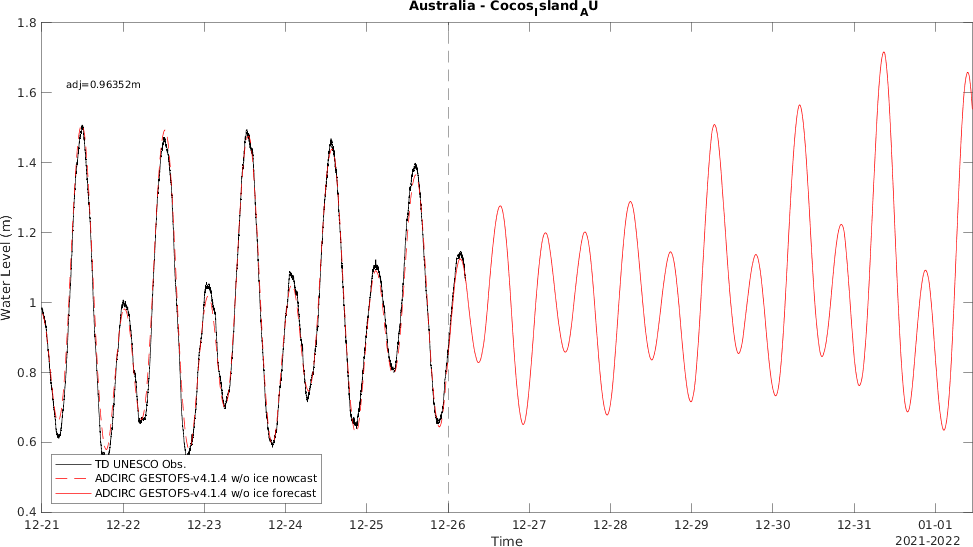 Australia - Cocos_Island_AU
1.8
1.6
1.4
1.2
1
0.8
0.6
0.4
Water Level (m)
adj=0.96352m
TD UNESCO Obs.
ADCIRC GESTOFS-v4.1.4 w/o ice nowcast
ADCIRC GESTOFS-v4.1.4 w/o ice forecast
12-21 12-22 12-23 12-24 12-25 12-26 12-27 12-28 12-29 12-30 12-31 01-01
Time
2021-2022